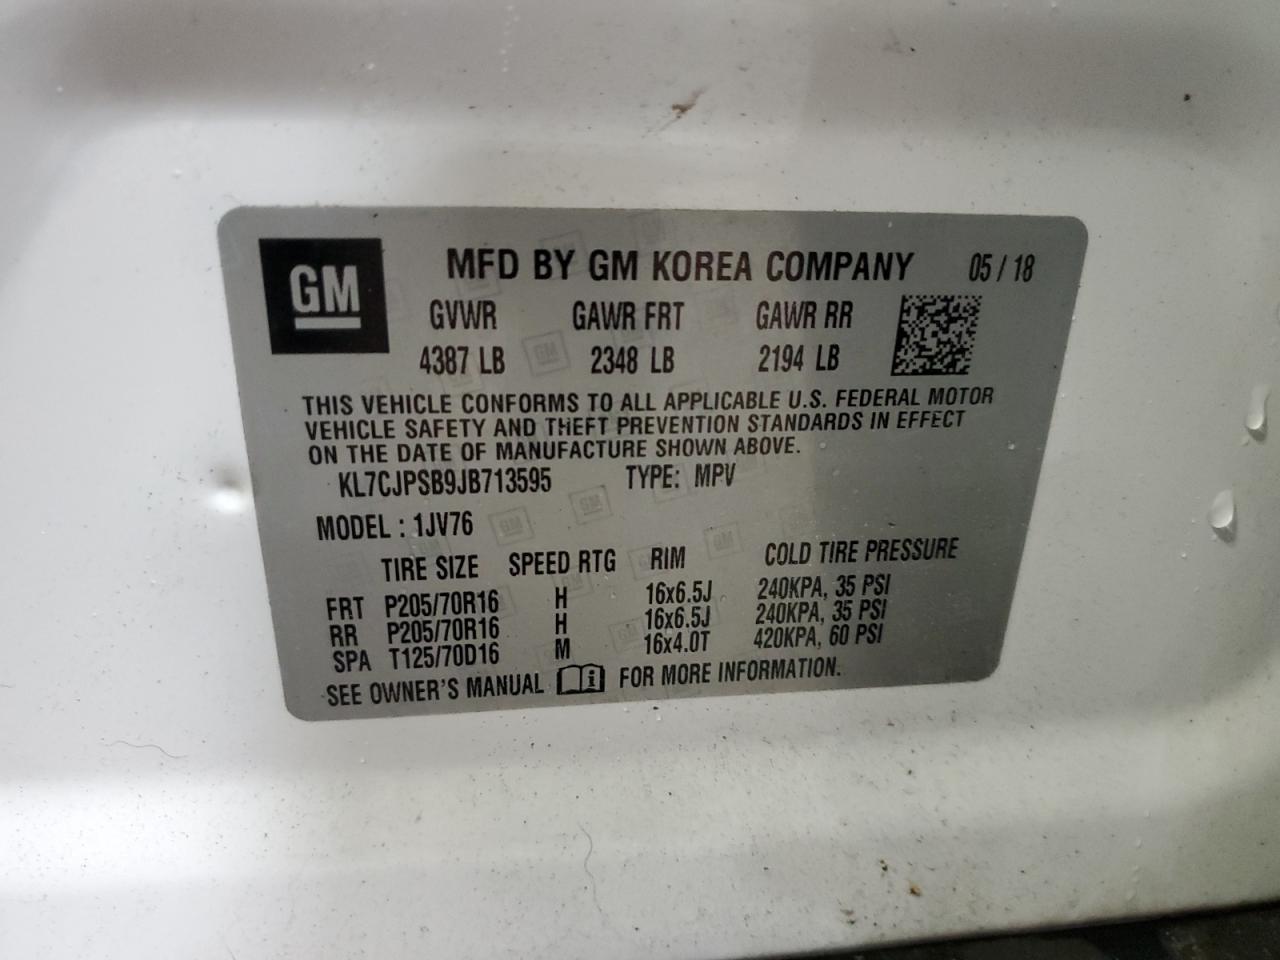 GM
MFD BY GM KOREA COMPANY 05 / 18
GVWR GAWR FRT GAWR RR
4387 LB 2348 LB 2194 LB
THIS VEHICLE CONFORMS TO ALL APPLICABLE U.S. FEDERAL MOTOR
VEHICLE SAFETY AND THEFT PREVENTION STANDARDS IN EFFECT
ON THE DATE OF MANUFACTURE SHOWN ABOVE.
KL7CJPSB9JB713595 TYPE: MPV
MODEL : 1JV76
TIRE SIZE SPEED RTG RIM COLD TIRE PRESSURE
FRT P205/70R16 H 16x6.5J 240KPA, 35 PSI
RR P205/70R16 H 16x6.5J 240KPA, 35 PSI
SPA T125/70D16 M 16x4.0T 420KPA, 60 PSI
SEE OWNER'S MANUAL i FOR MORE INFORMATION.